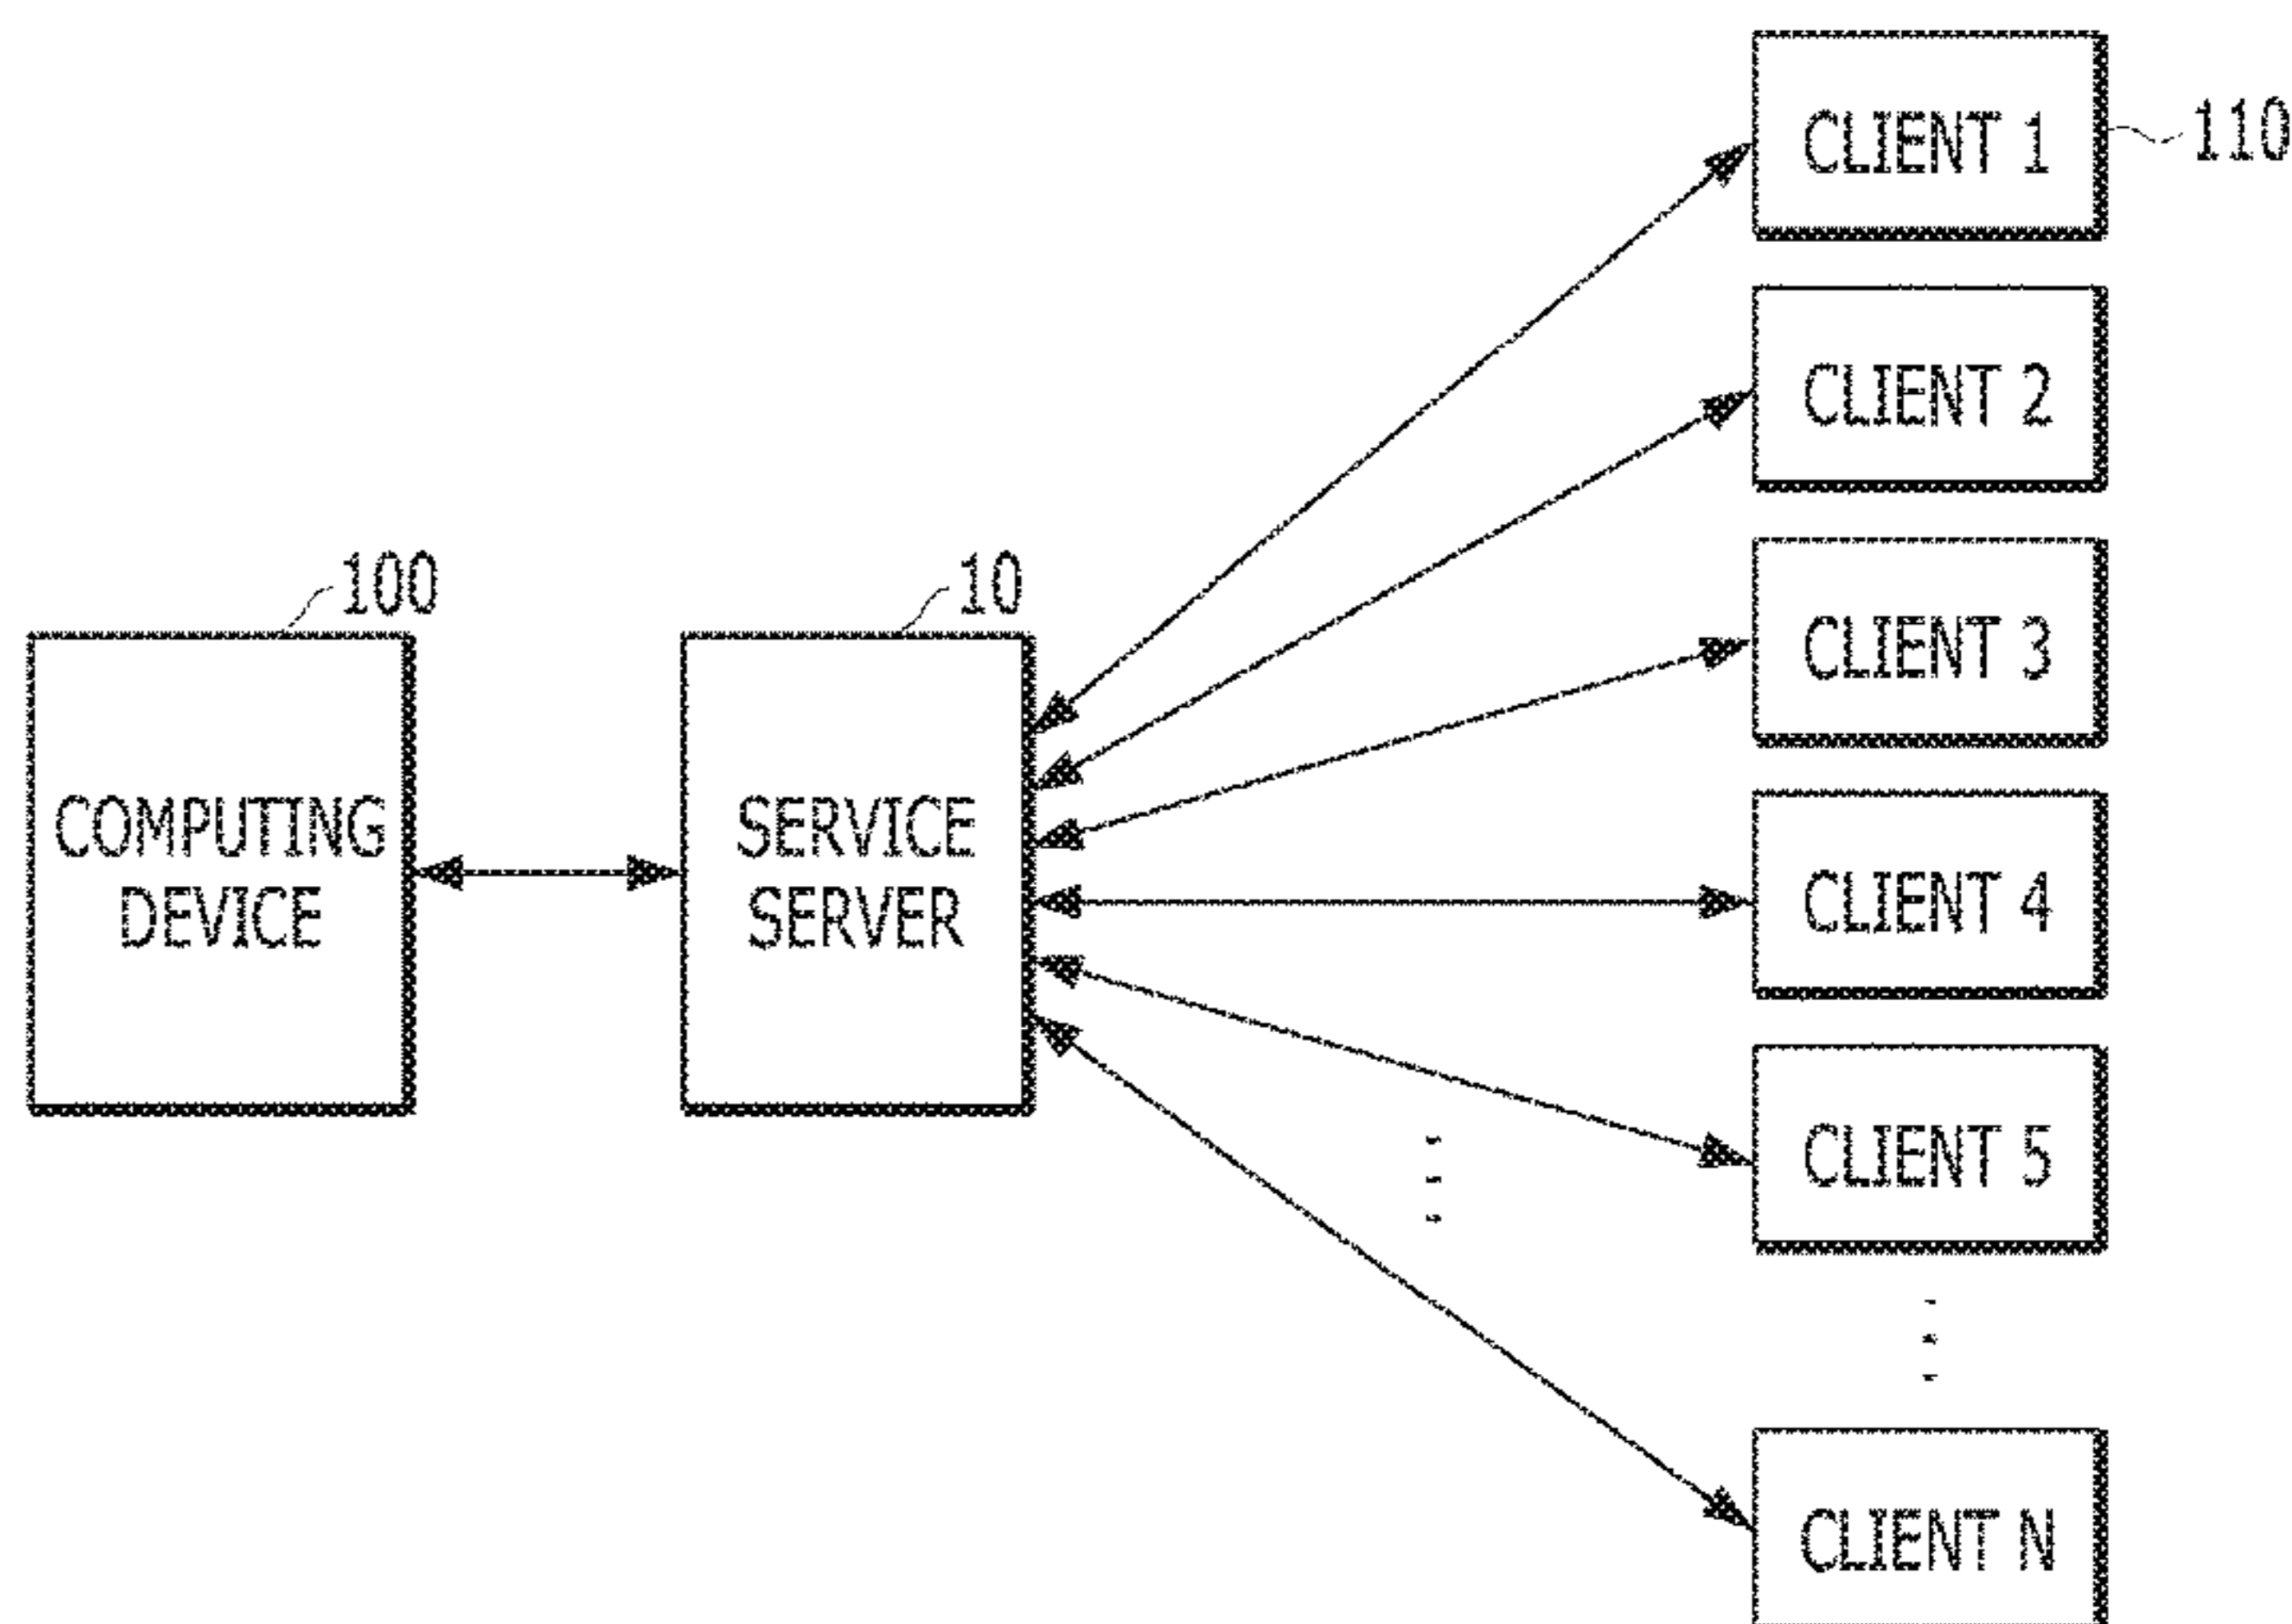 CLIENT 1
110
CLIENT 2
CLIENT 3
100
10
COMPUTING
DEVICE
SERVICE
SERVER
CLIENT 4
CLIENT 5
CLIENT N